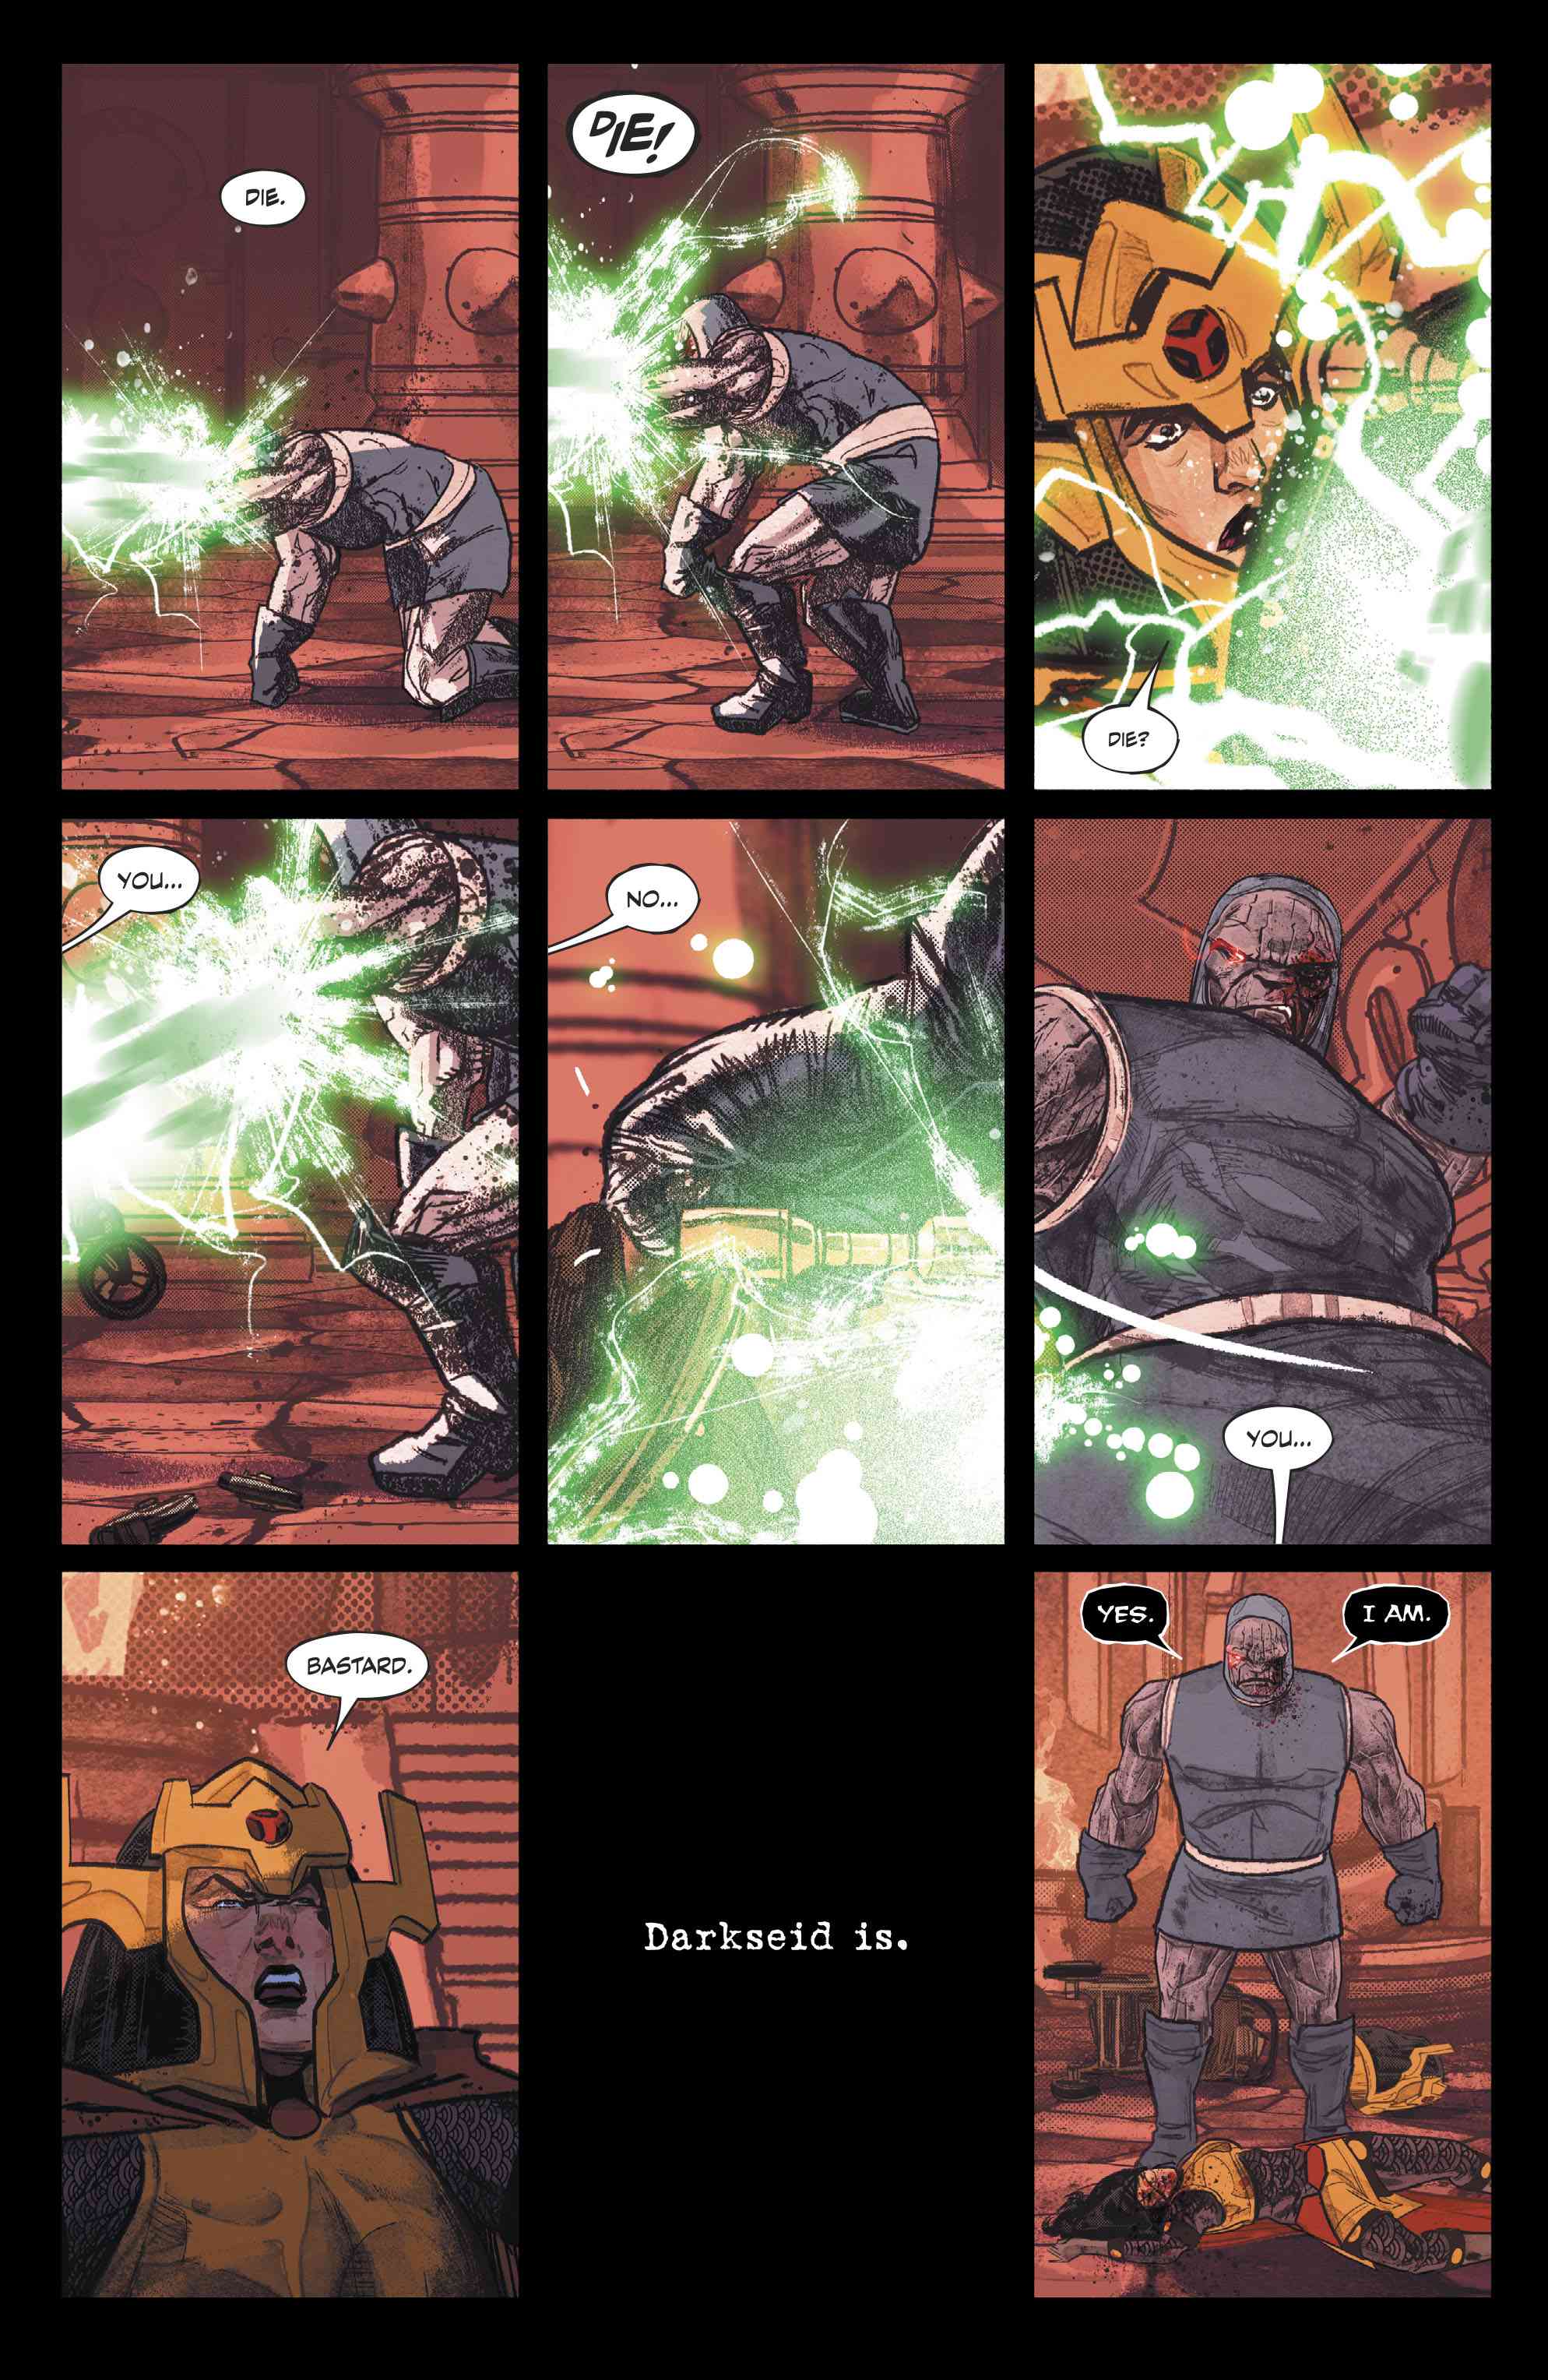 DIE.
DIE!
DIE?
YOU...
NO...
YOU...
BASTARD.
Darkseid is.
YES.
I AM.